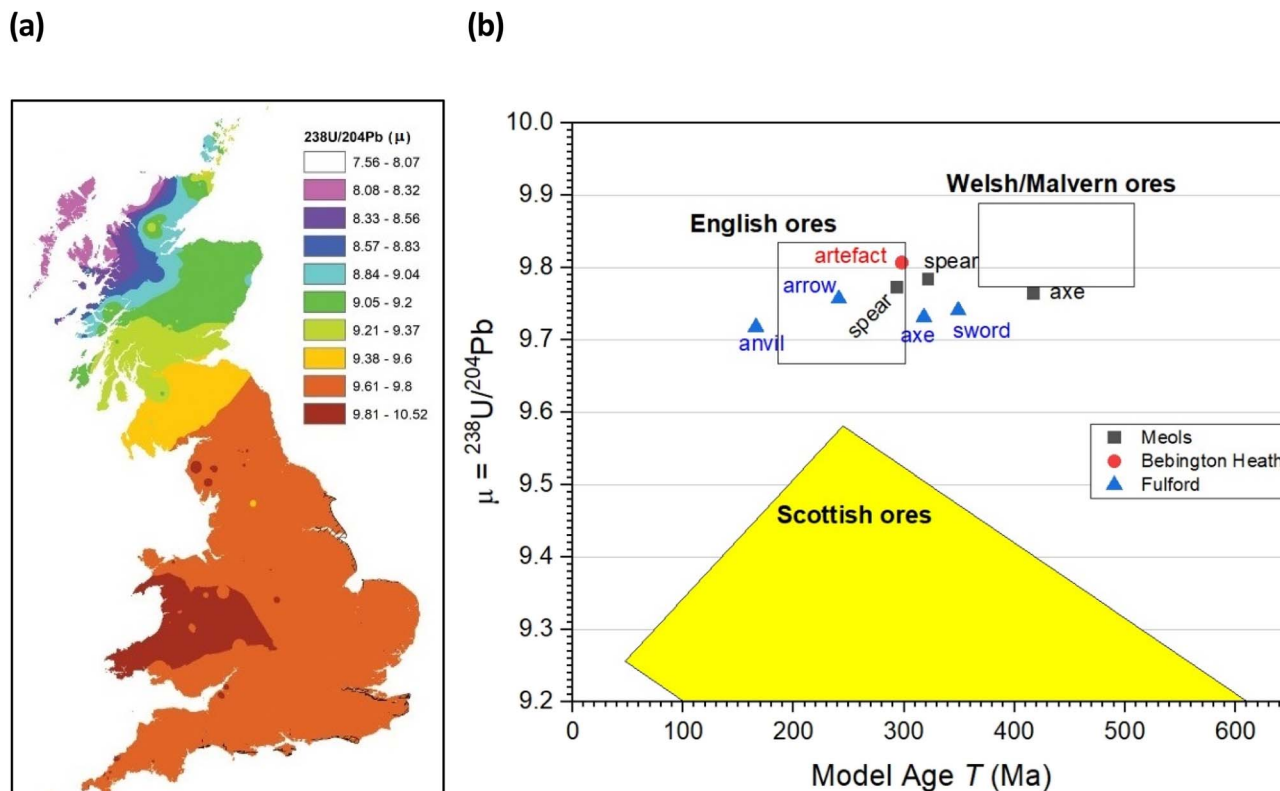 (a)
(b)
238U/204Pb (μ)
7.56 - 8.07
8.08 - 8.32
8.33 - 8.56
8.57 - 8.83
8.84 - 9.04
9.05 - 9.2
9.21 - 9.37
9.38 - 9.6
9.61 - 9.8
9.81 - 10.52
10.0
9.9
9.8
9.7
9.6
9.5
9.4
9.3
9.2
μ = ²³⁸U/²⁰⁴Pb
Welsh/Malvern ores
English ores
artefact
spear
arrow
spear
axe
anvil
axe
sword
Meols
Bebington Heath
Fulford
Scottish ores
0
100
200
300
400
500
600
Model Age T (Ma)